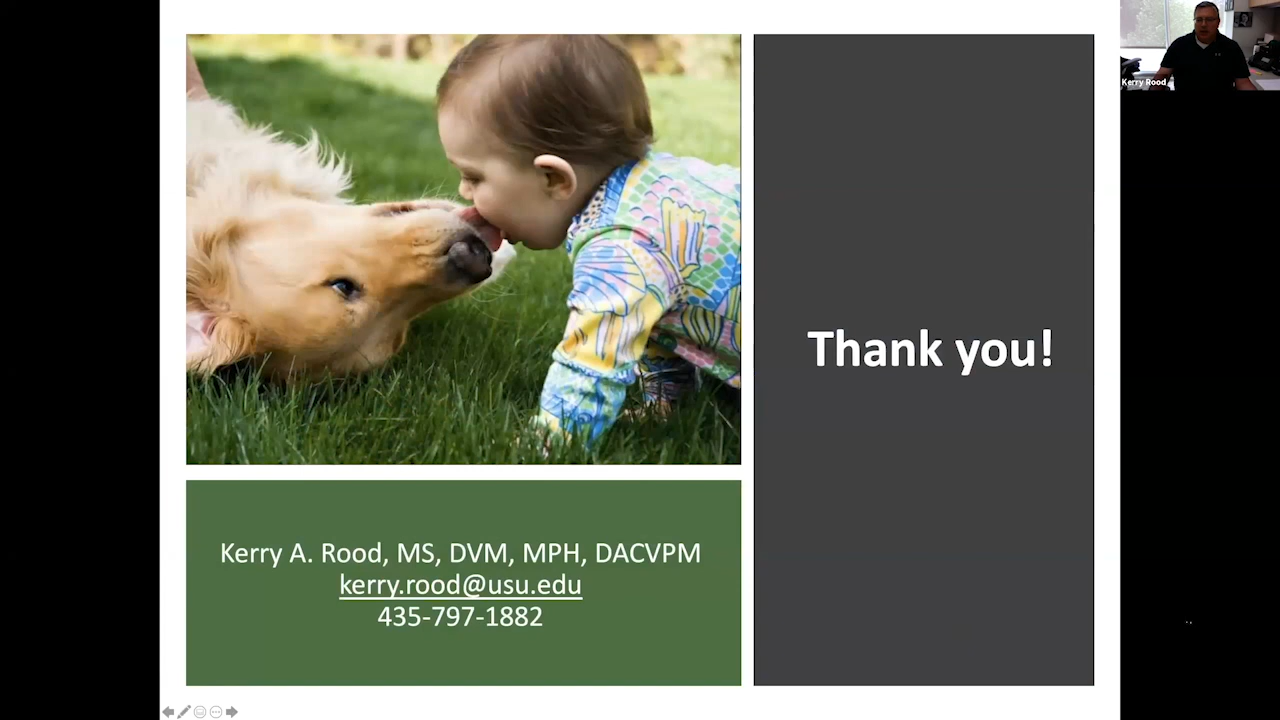 Kerry Rood
Thank you!
Kerry A. Rood, MS, DVM, MPH, DACVPM
kerry.rood@usu.edu
435-797-1882